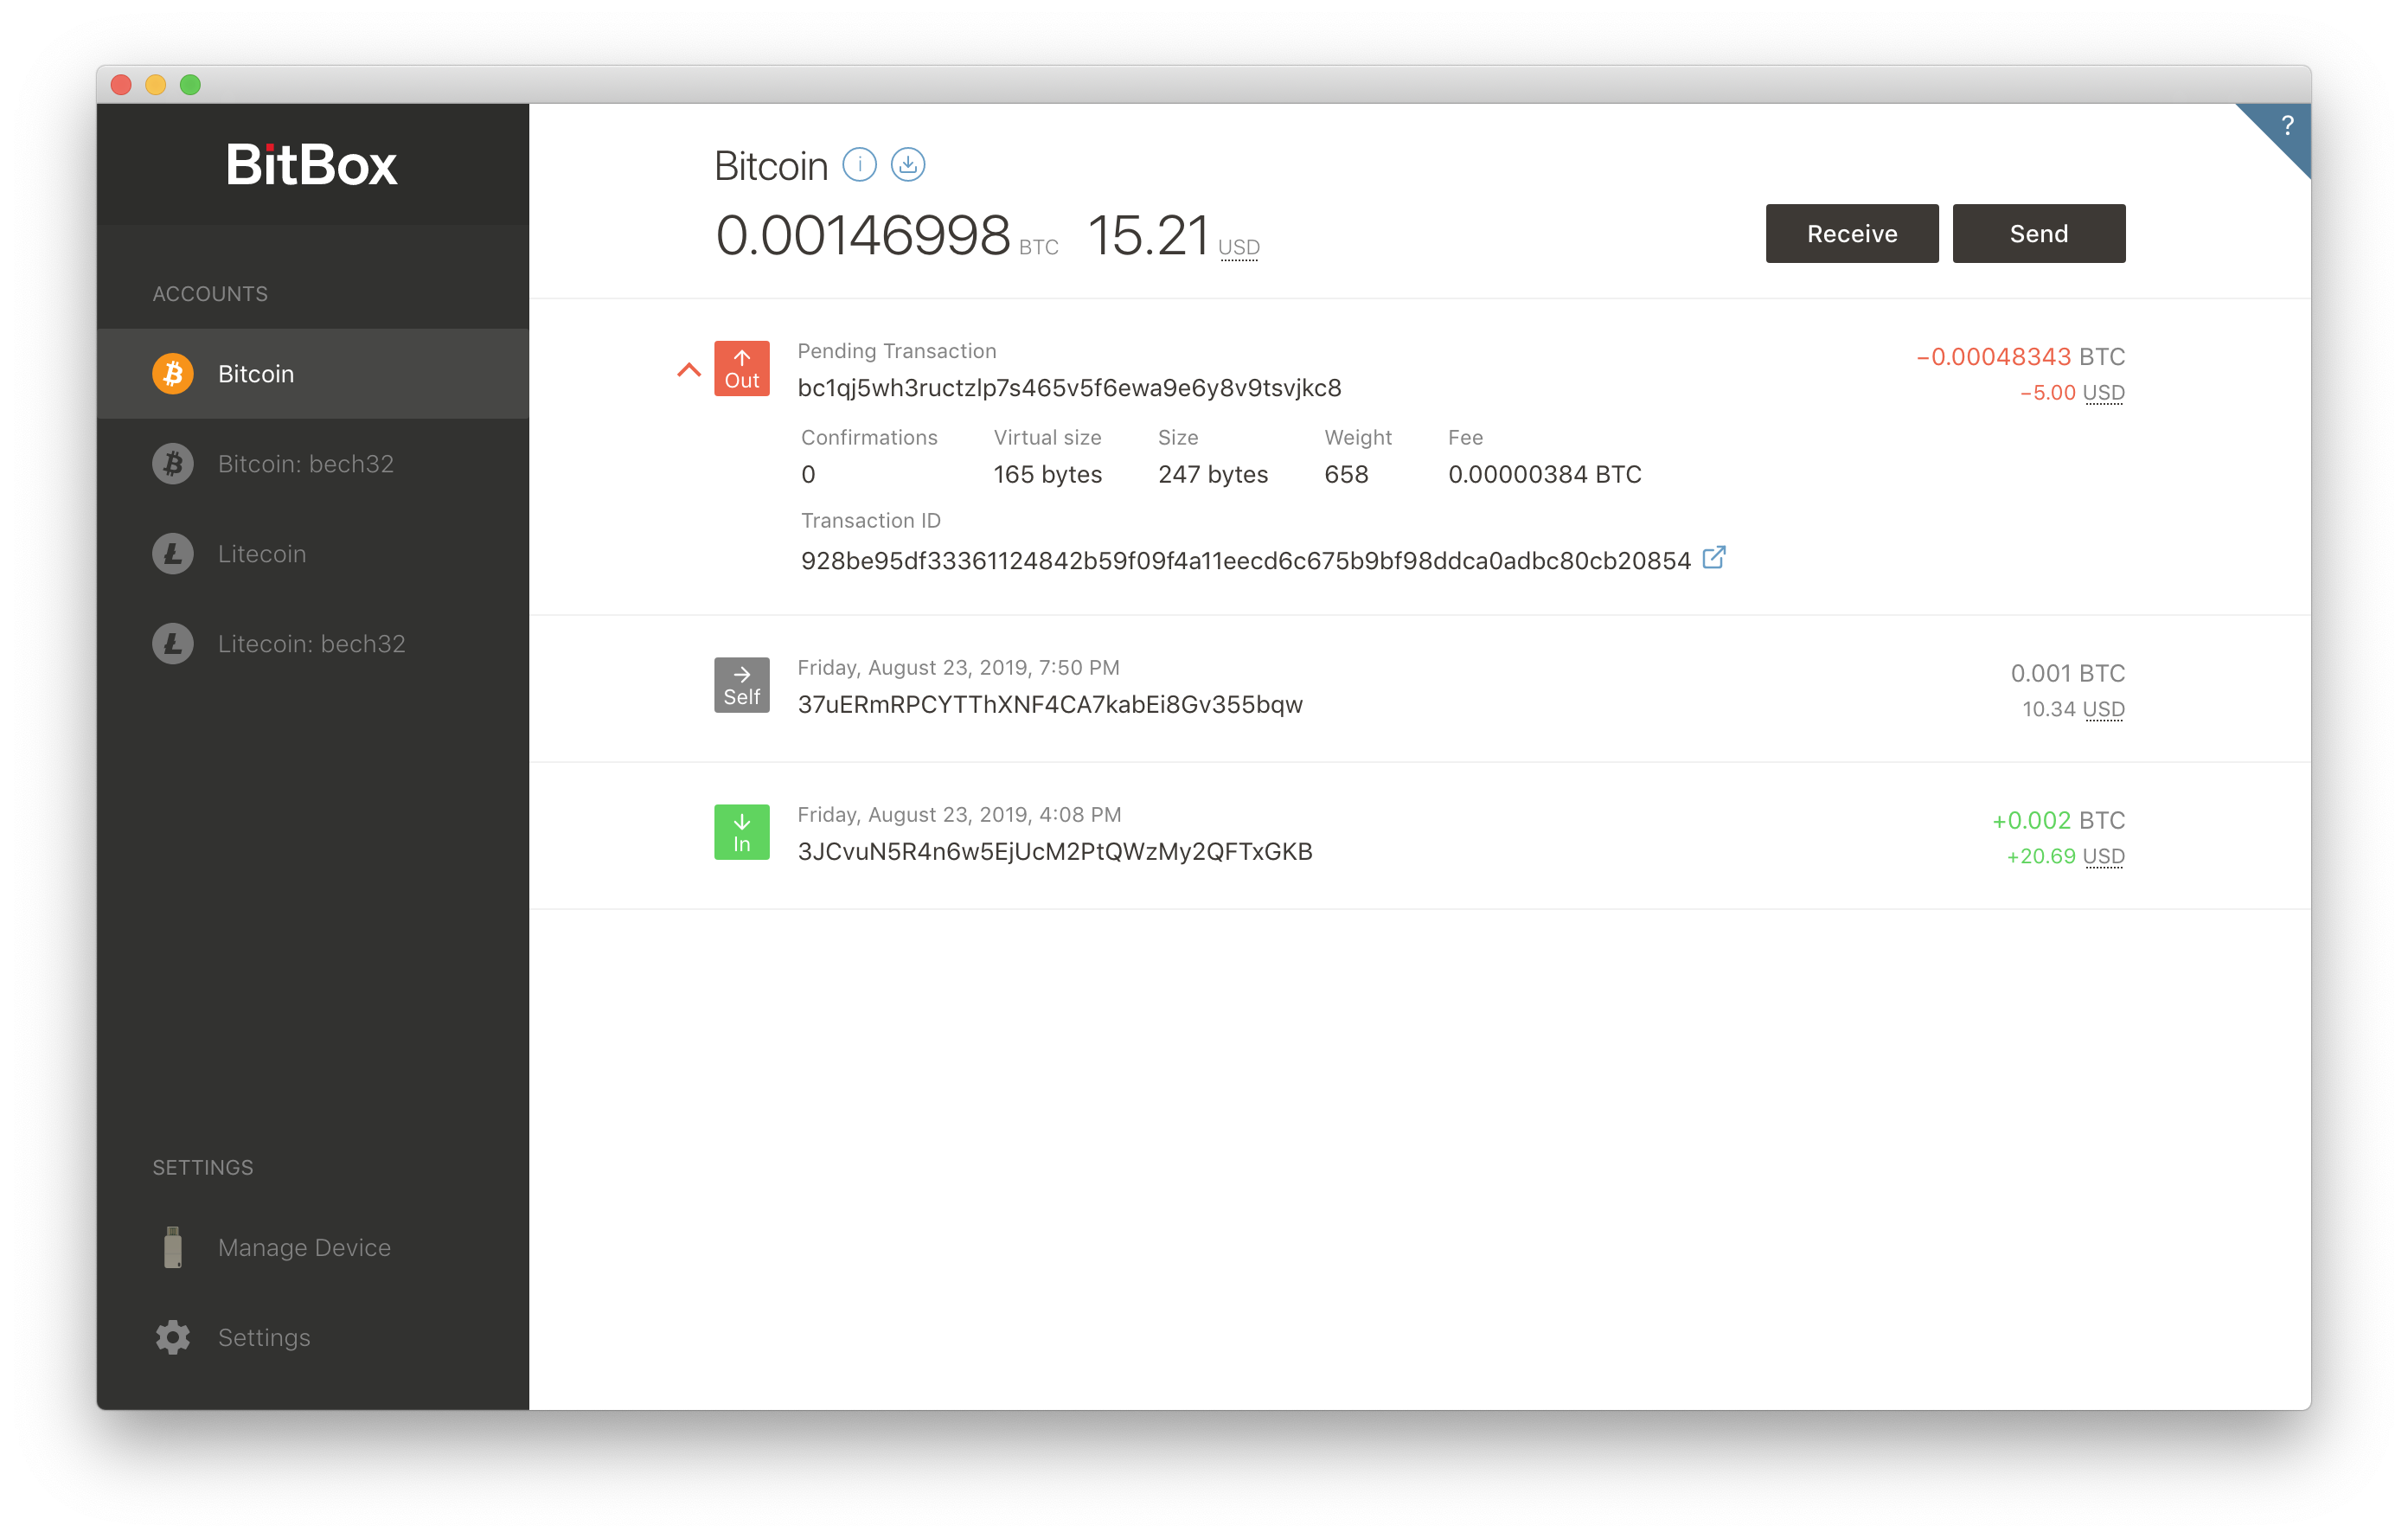 BitBox
ACCOUNTS
Bitcoin
Bitcoin: bech32
Litecoin
Litecoin: bech32
SETTINGS
Manage Device
Settings
?
Bitcoin
0.00146998 BTC 15.21 USD
Receive Send
Out
Pending Transaction
bc1qj5wh3ructzlp7s465v5f6ewa9e6y8v9tsvjkc8
−0.00048343 BTC
−5.00 USD
Confirmations Virtual size Size Weight Fee
0 165 bytes 247 bytes 658 0.00000384 BTC
Transaction ID
928be95df33361124842b59f09f4a11eecd6c675b9bf98ddca0adbc80cb20854
Self
Friday, August 23, 2019, 7:50 PM
37uERmRPCYTThXNF4CA7kabEi8Gv355bqw
0.001 BTC
10.34 USD
In
Friday, August 23, 2019, 4:08 PM
3JCvuN5R4n6w5EjUcM2PtQWzMy2QFTxGKB
+0.002 BTC
+20.69 USD